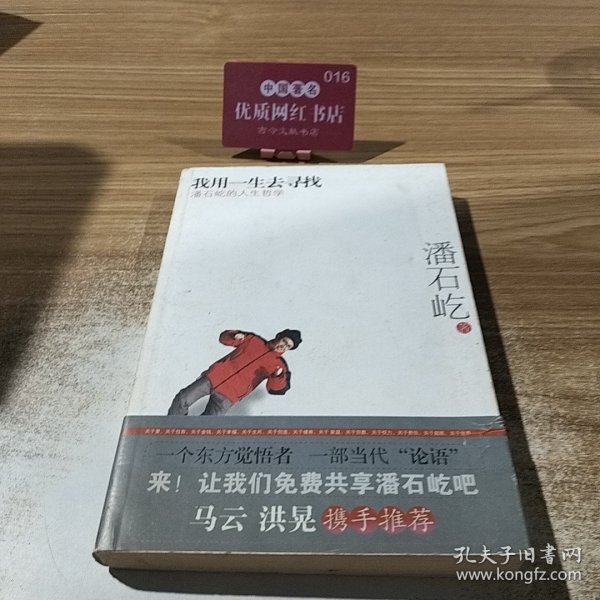 016
中国著名
优质网红书店
古今文献书店
我用一生去寻找
潘石屹的人生哲学
潘石屹
著
一个东方觉悟者 一部当代“论语”
来！让我们免费共享潘石屹吧
马云 洪晃 携手推荐
孔夫子旧书网
www.kongfz.com